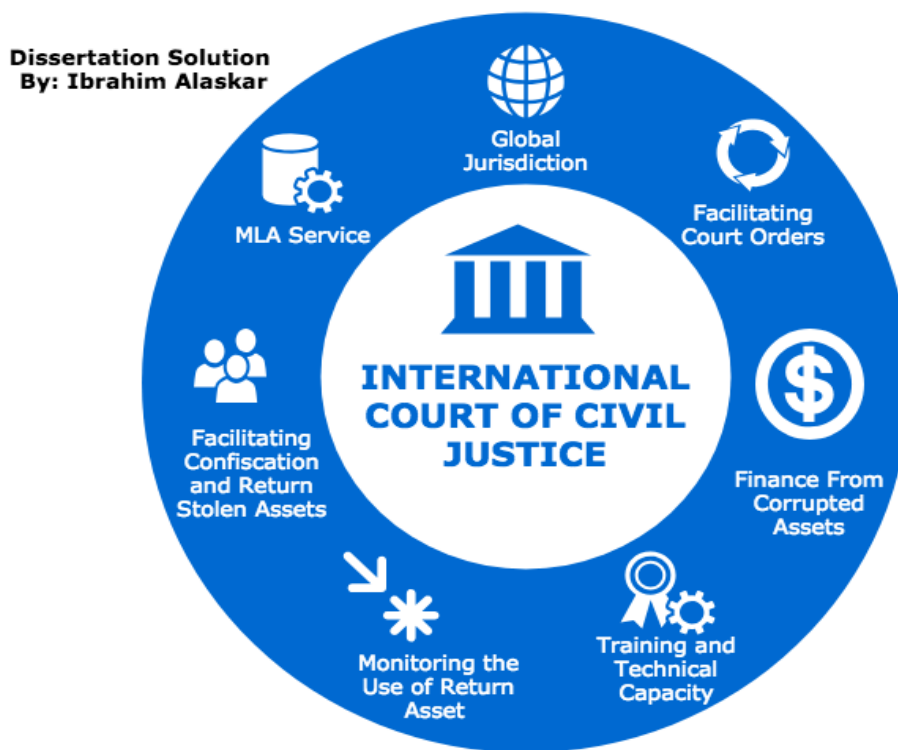 Dissertation Solution
By: Ibrahim Alaskar
Global
Jurisdiction
Facilitating
Court Orders
Finance From
Corrupted
Assets
Training and
Technical
Capacity
Monitoring the
Use of Return
Asset
Facilitating
Confiscation
and Return
Stolen Assets
MLA Service
INTERNATIONAL
COURT OF CIVIL
JUSTICE